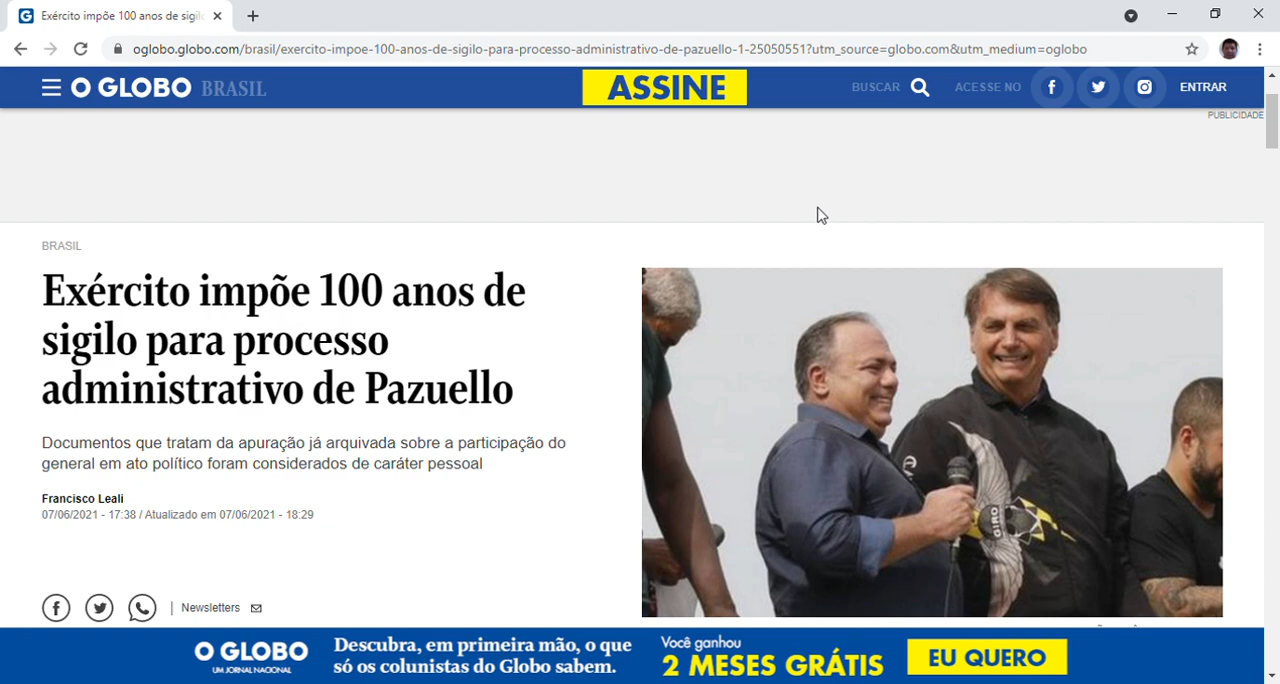 Exército impõe 100 anos de sigil
oglobo.globo.com/brasil/exercito-impoe-100-anos-de-sigilo-para-processo-administrativo-de-pazuello-1-25050551?utm_source=globo.com&utm_medium=oglobo
O GLOBO BRASIL
ASSINE
BUSCAR
ACESSE NO
ENTRAR
PUBLICIDADE
BRASIL
Exército impõe 100 anos de
sigilo para processo
administrativo de Pazuello
Documentos que tratam da apuração já arquivada sobre a participação do
general em ato político foram considerados de caráter pessoal
Francisco Leali
07/06/2021 - 17:38 / Atualizado em 07/06/2021 - 18:29
GIRO
Newsletters
O GLOBO
UM JORNAL NACIONAL
Descubra, em primeira mão, o que
só os colunistas do Globo sabem.
Você ganhou
2 MESES GRÁTIS
EU QUERO